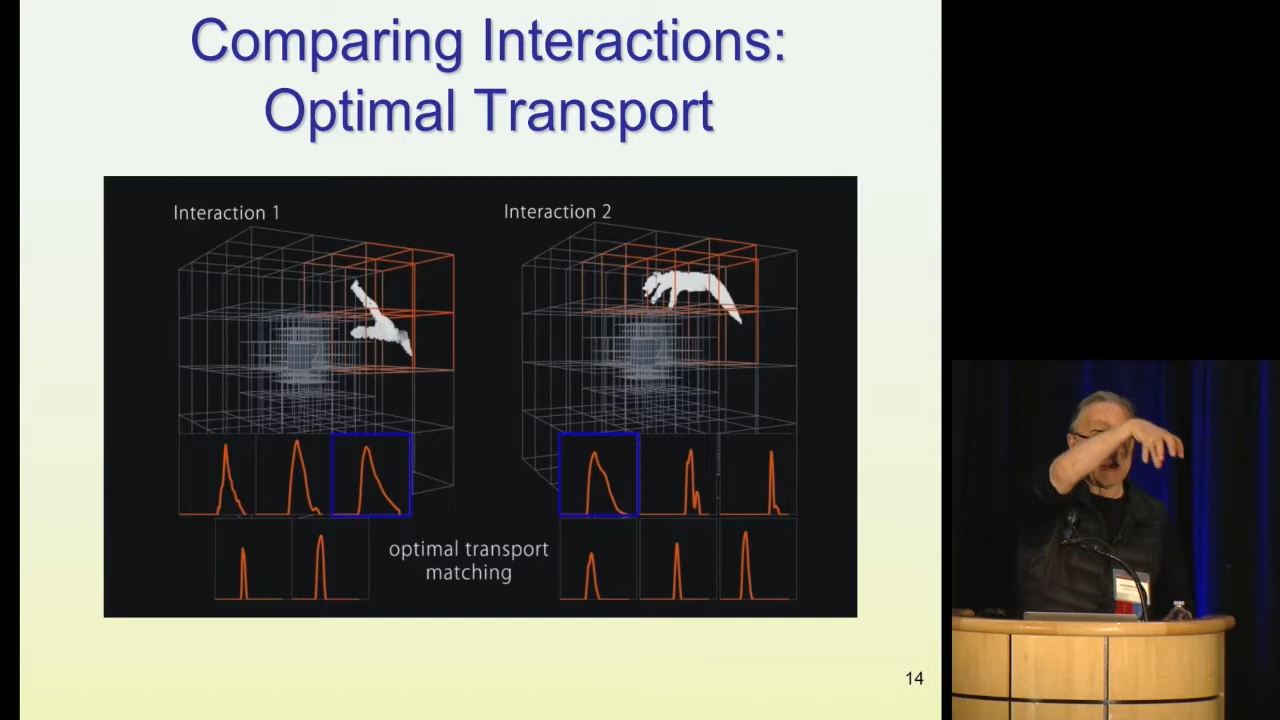 Comparing Interactions:
Optimal Transport
Interaction 1
Interaction 2
optimal transport
matching
14